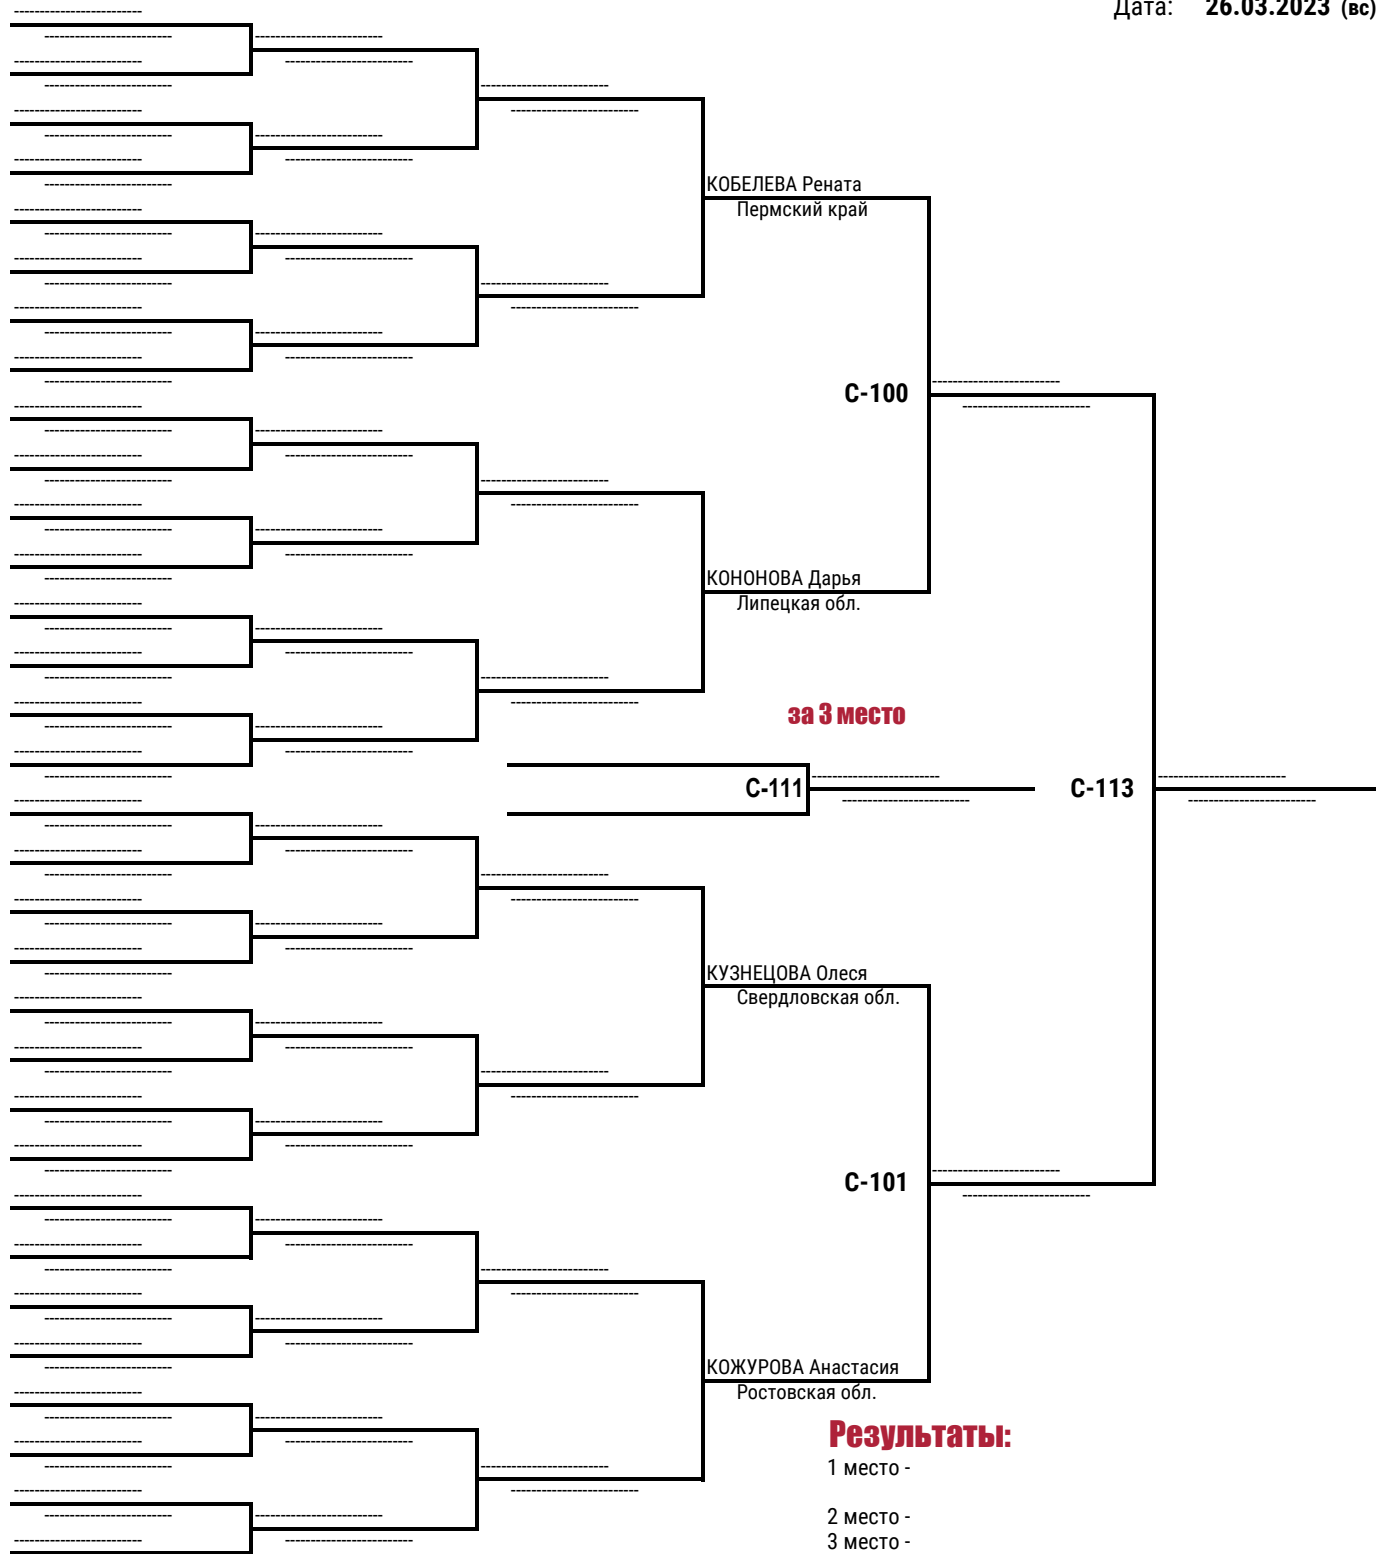 Дата: 26.03.2023 (вс)
КОБЕЛЕВА Рената
Пермский край
С-100
КОНОНОВА Дарья
Липецкая обл.
за 3 место
С-111
С-113
КУЗНЕЦОВА Олеся
Свердловская обл.
С-101
КОЖУРОВА Анастасия
Ростовская обл.
Результаты:
1 место -
2 место -
3 место -